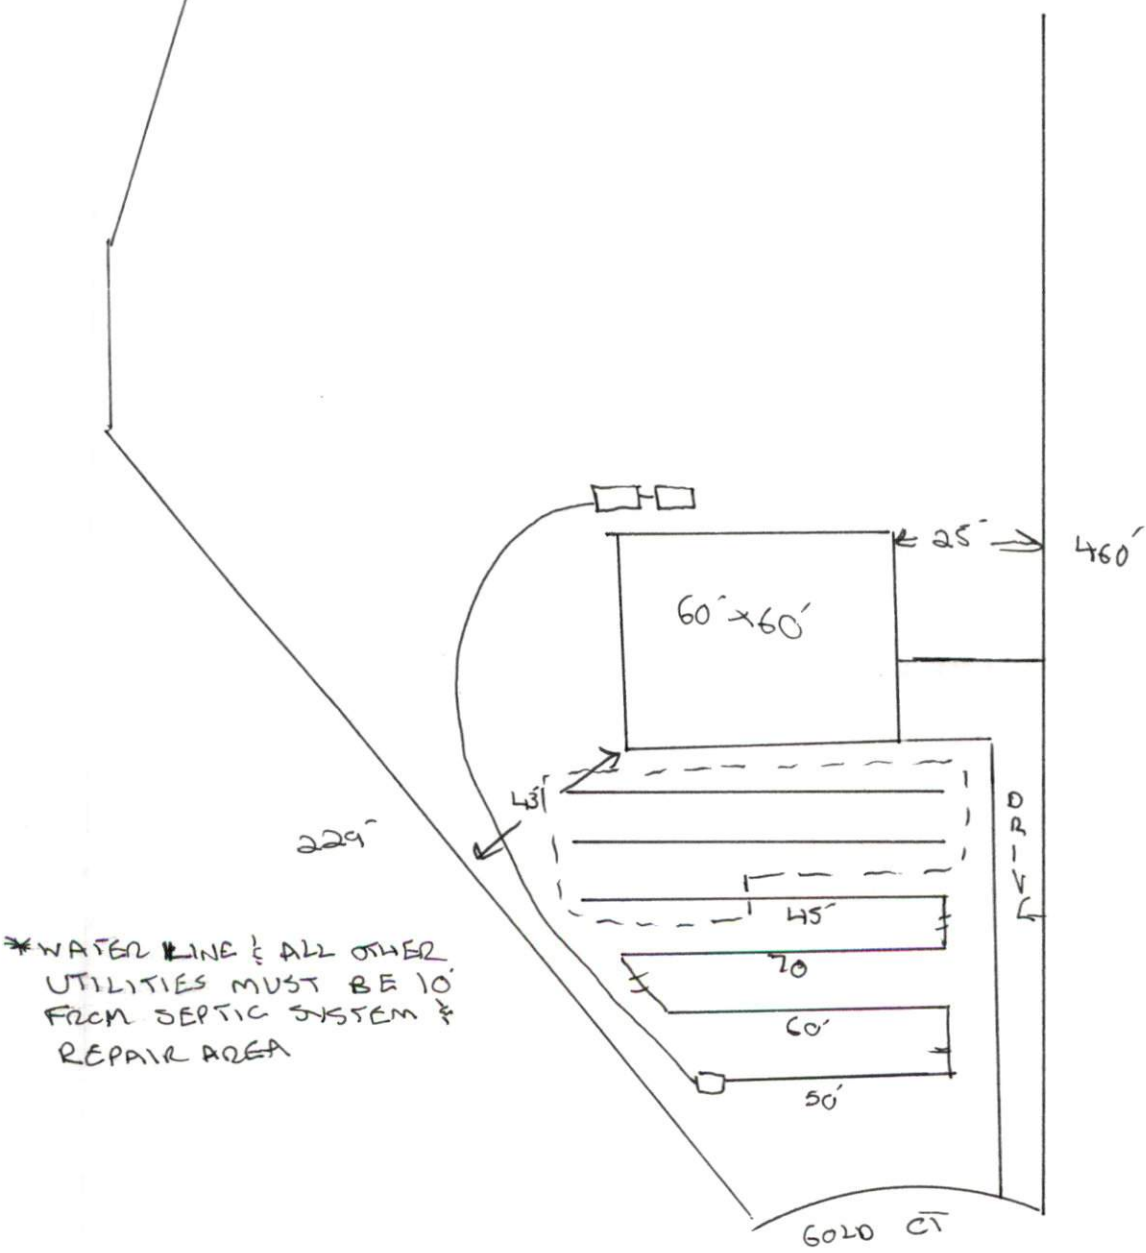 25'
460'
60' x 60'
43'
DRIVE
229'
45'
70
* WATER LINE & ALL OTHER
UTILITIES MUST BE 10'
FROM SEPTIC SYSTEM &
REPAIR AREA
60'
50'
GOLD CT